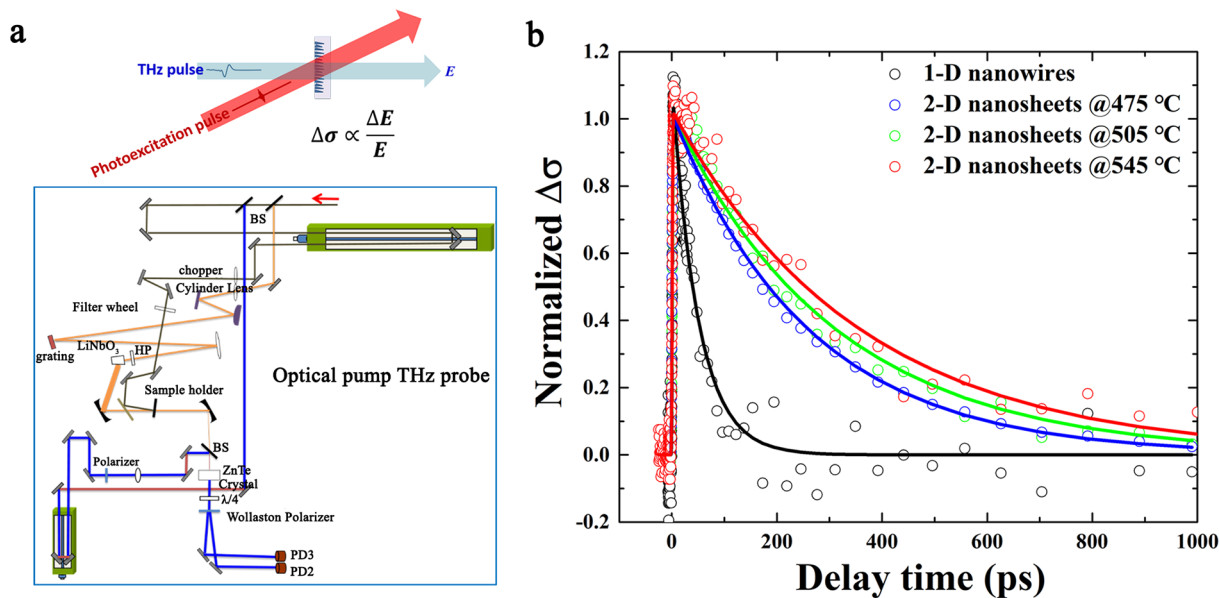 a
THz pulse
E
Photoexcitation pulse
Δσ ∝ ΔE/E
BS
chopper
Cylinder Lens
Filter wheel
grating
LiNbO3
HP
Sample holder
Optical pump THz probe
BS
Polarizer
ZnTe
Crystal
λ/4
Wollaston Polarizer
PD3
PD2
b
1-D nanowires
2-D nanosheets @475 °C
2-D nanosheets @505 °C
2-D nanosheets @545 °C
Normalized Δσ
1.2
1.0
0.8
0.6
0.4
0.2
0.0
-0.2
0
200
400
600
800
1000
Delay time (ps)